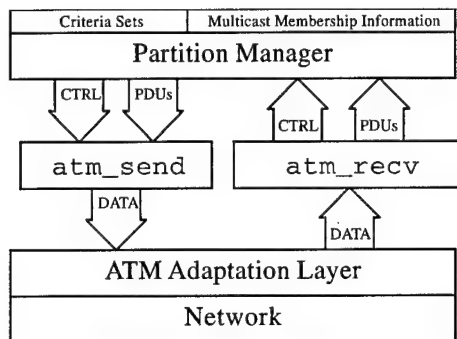 Criteria Sets Multicast Membership Information
Partition Manager
CTRL PDUs CTRL PDUs
atm_send atm_recv
DATA DATA
ATM Adaptation Layer
Network